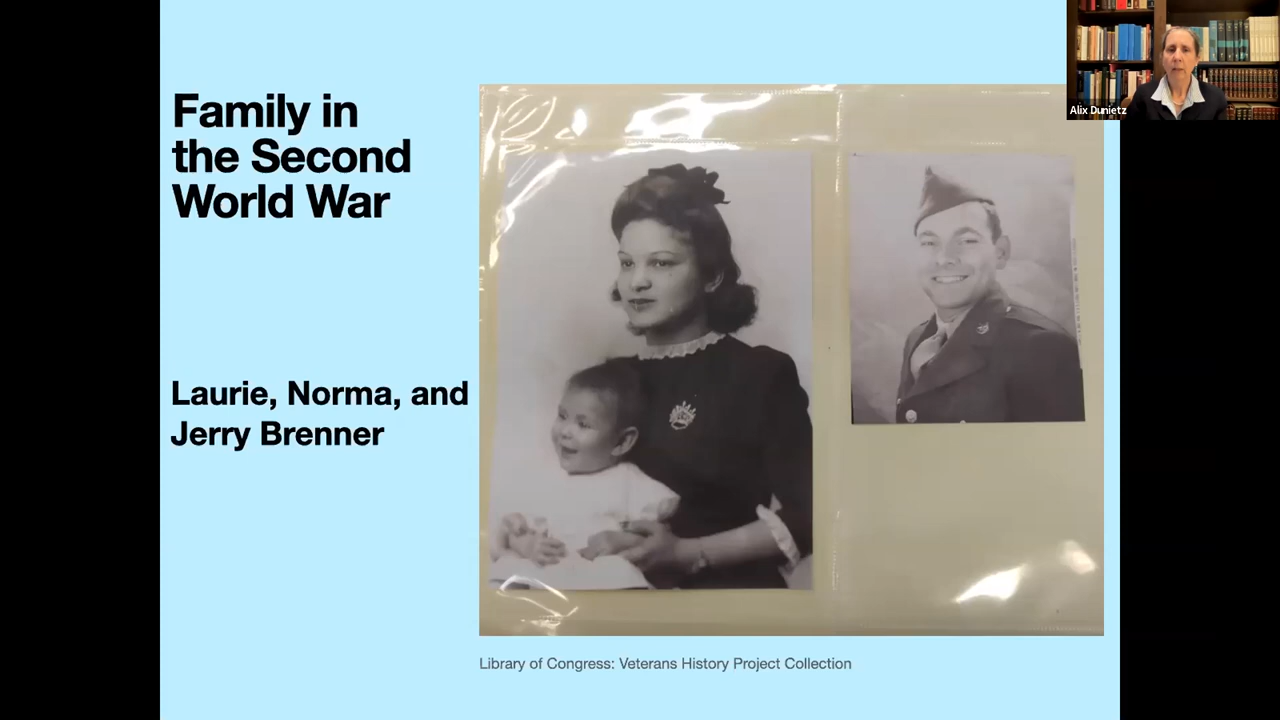 Family in
the Second
World War
Laurie, Norma, and
Jerry Brenner
Library of Congress: Veterans History Project Collection
Alix Dunietz